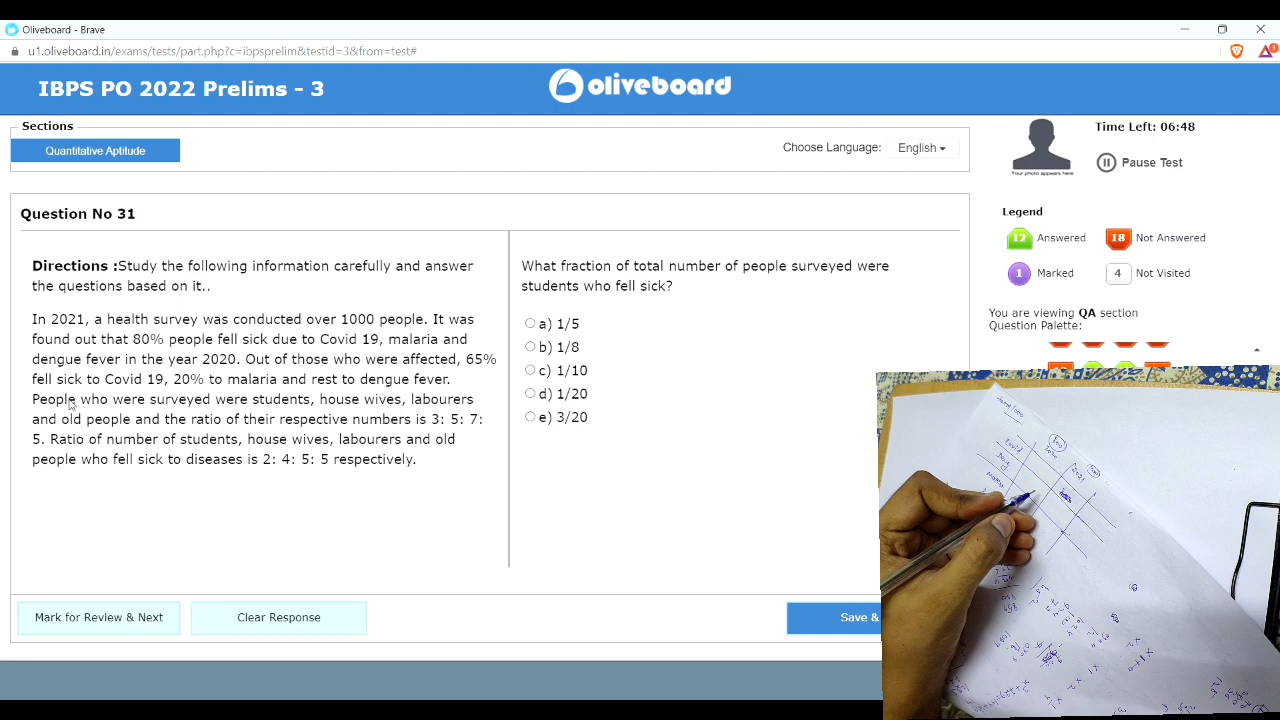 Oliveboard - Brave
u1.oliveboard.in/exams/tests/part.php?c=ibpsprelim&testid=3&from=test#
IBPS PO 2022 Prelims - 3
oliveboard
Sections
Quantitative Aptitude
Choose Language: English
Your photo appears here
Time Left: 06:48
Pause Test
Legend
12 Answered
18 Not Answered
1 Marked
4 Not Visited
You are viewing QA section
Question Palette:
Question No 31
Directions :Study the following information carefully and answer
the questions based on it..
In 2021, a health survey was conducted over 1000 people. It was
found out that 80% people fell sick due to Covid 19, malaria and
dengue fever in the year 2020. Out of those who were affected, 65%
fell sick to Covid 19, 20% to malaria and rest to dengue fever.
People who were surveyed were students, house wives, labourers
and old people and the ratio of their respective numbers is 3: 5: 7:
5. Ratio of number of students, house wives, labourers and old
people who fell sick to diseases is 2: 4: 5: 5 respectively.
What fraction of total number of people surveyed were
students who fell sick?
a) 1/5
b) 1/8
c) 1/10
d) 1/20
e) 3/20
Mark for Review & Next
Clear Response
Save &